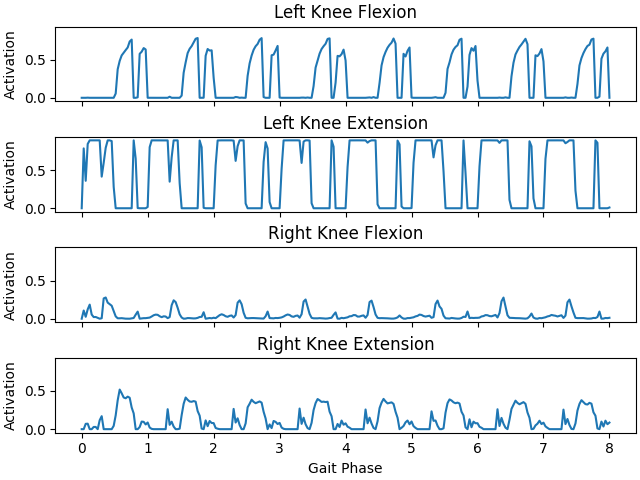 Left Knee Flexion
Activation
0.5
0.0
Left Knee Extension
Activation
0.5
0.0
Right Knee Flexion
Activation
0.5
0.0
Right Knee Extension
Activation
0.5
0.0
0 1 2 3 4 5 6 7 8
Gait Phase